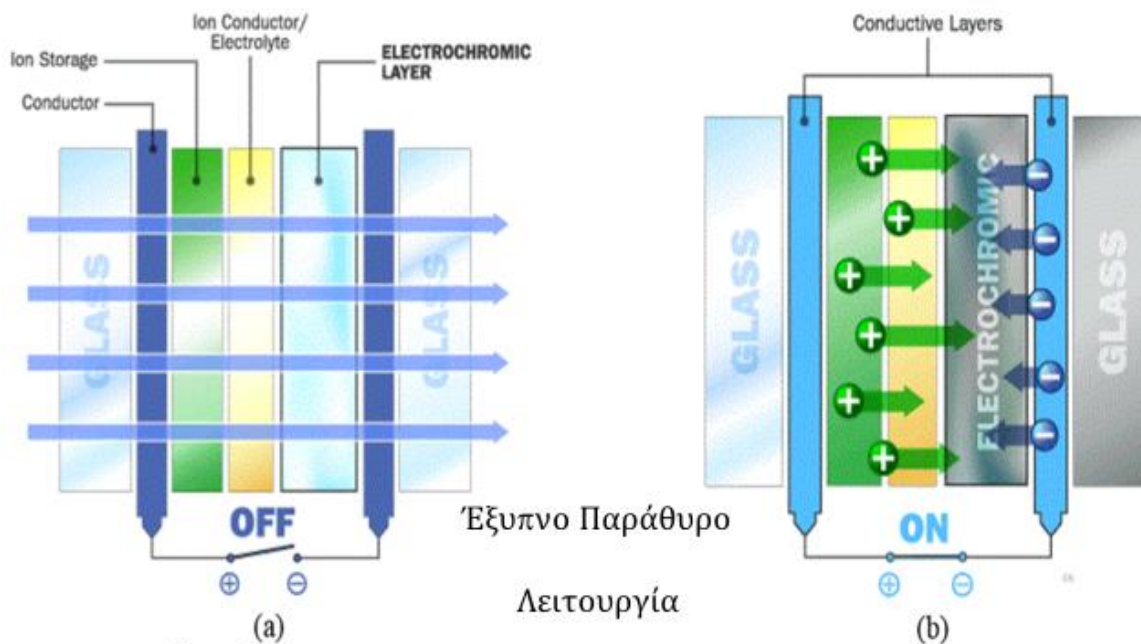 Ion Conductor/
Electrolyte
Ion Storage
ELECTROCHROMIC
LAYER
Conductor
GLASS
GLASS
OFF
+ −
(a)
Έξυπνο Παράθυρο
Λειτουργία
Conductive Layers
GLASS
+
+
+
+
+
+
ELECTROCHROMIC
−
−
−
−
−
GLASS
ON
+ −
(b)